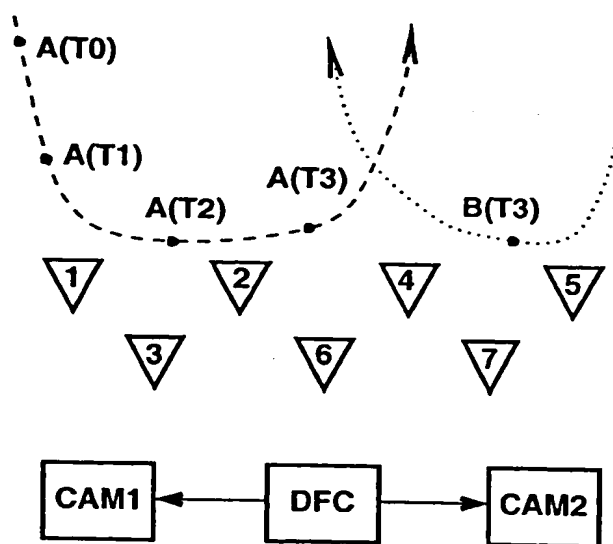 A(T0)
A(T1)
A(T2)
A(T3)
B(T3)
1
2
4
5
3
6
7
CAM1
DFC
CAM2